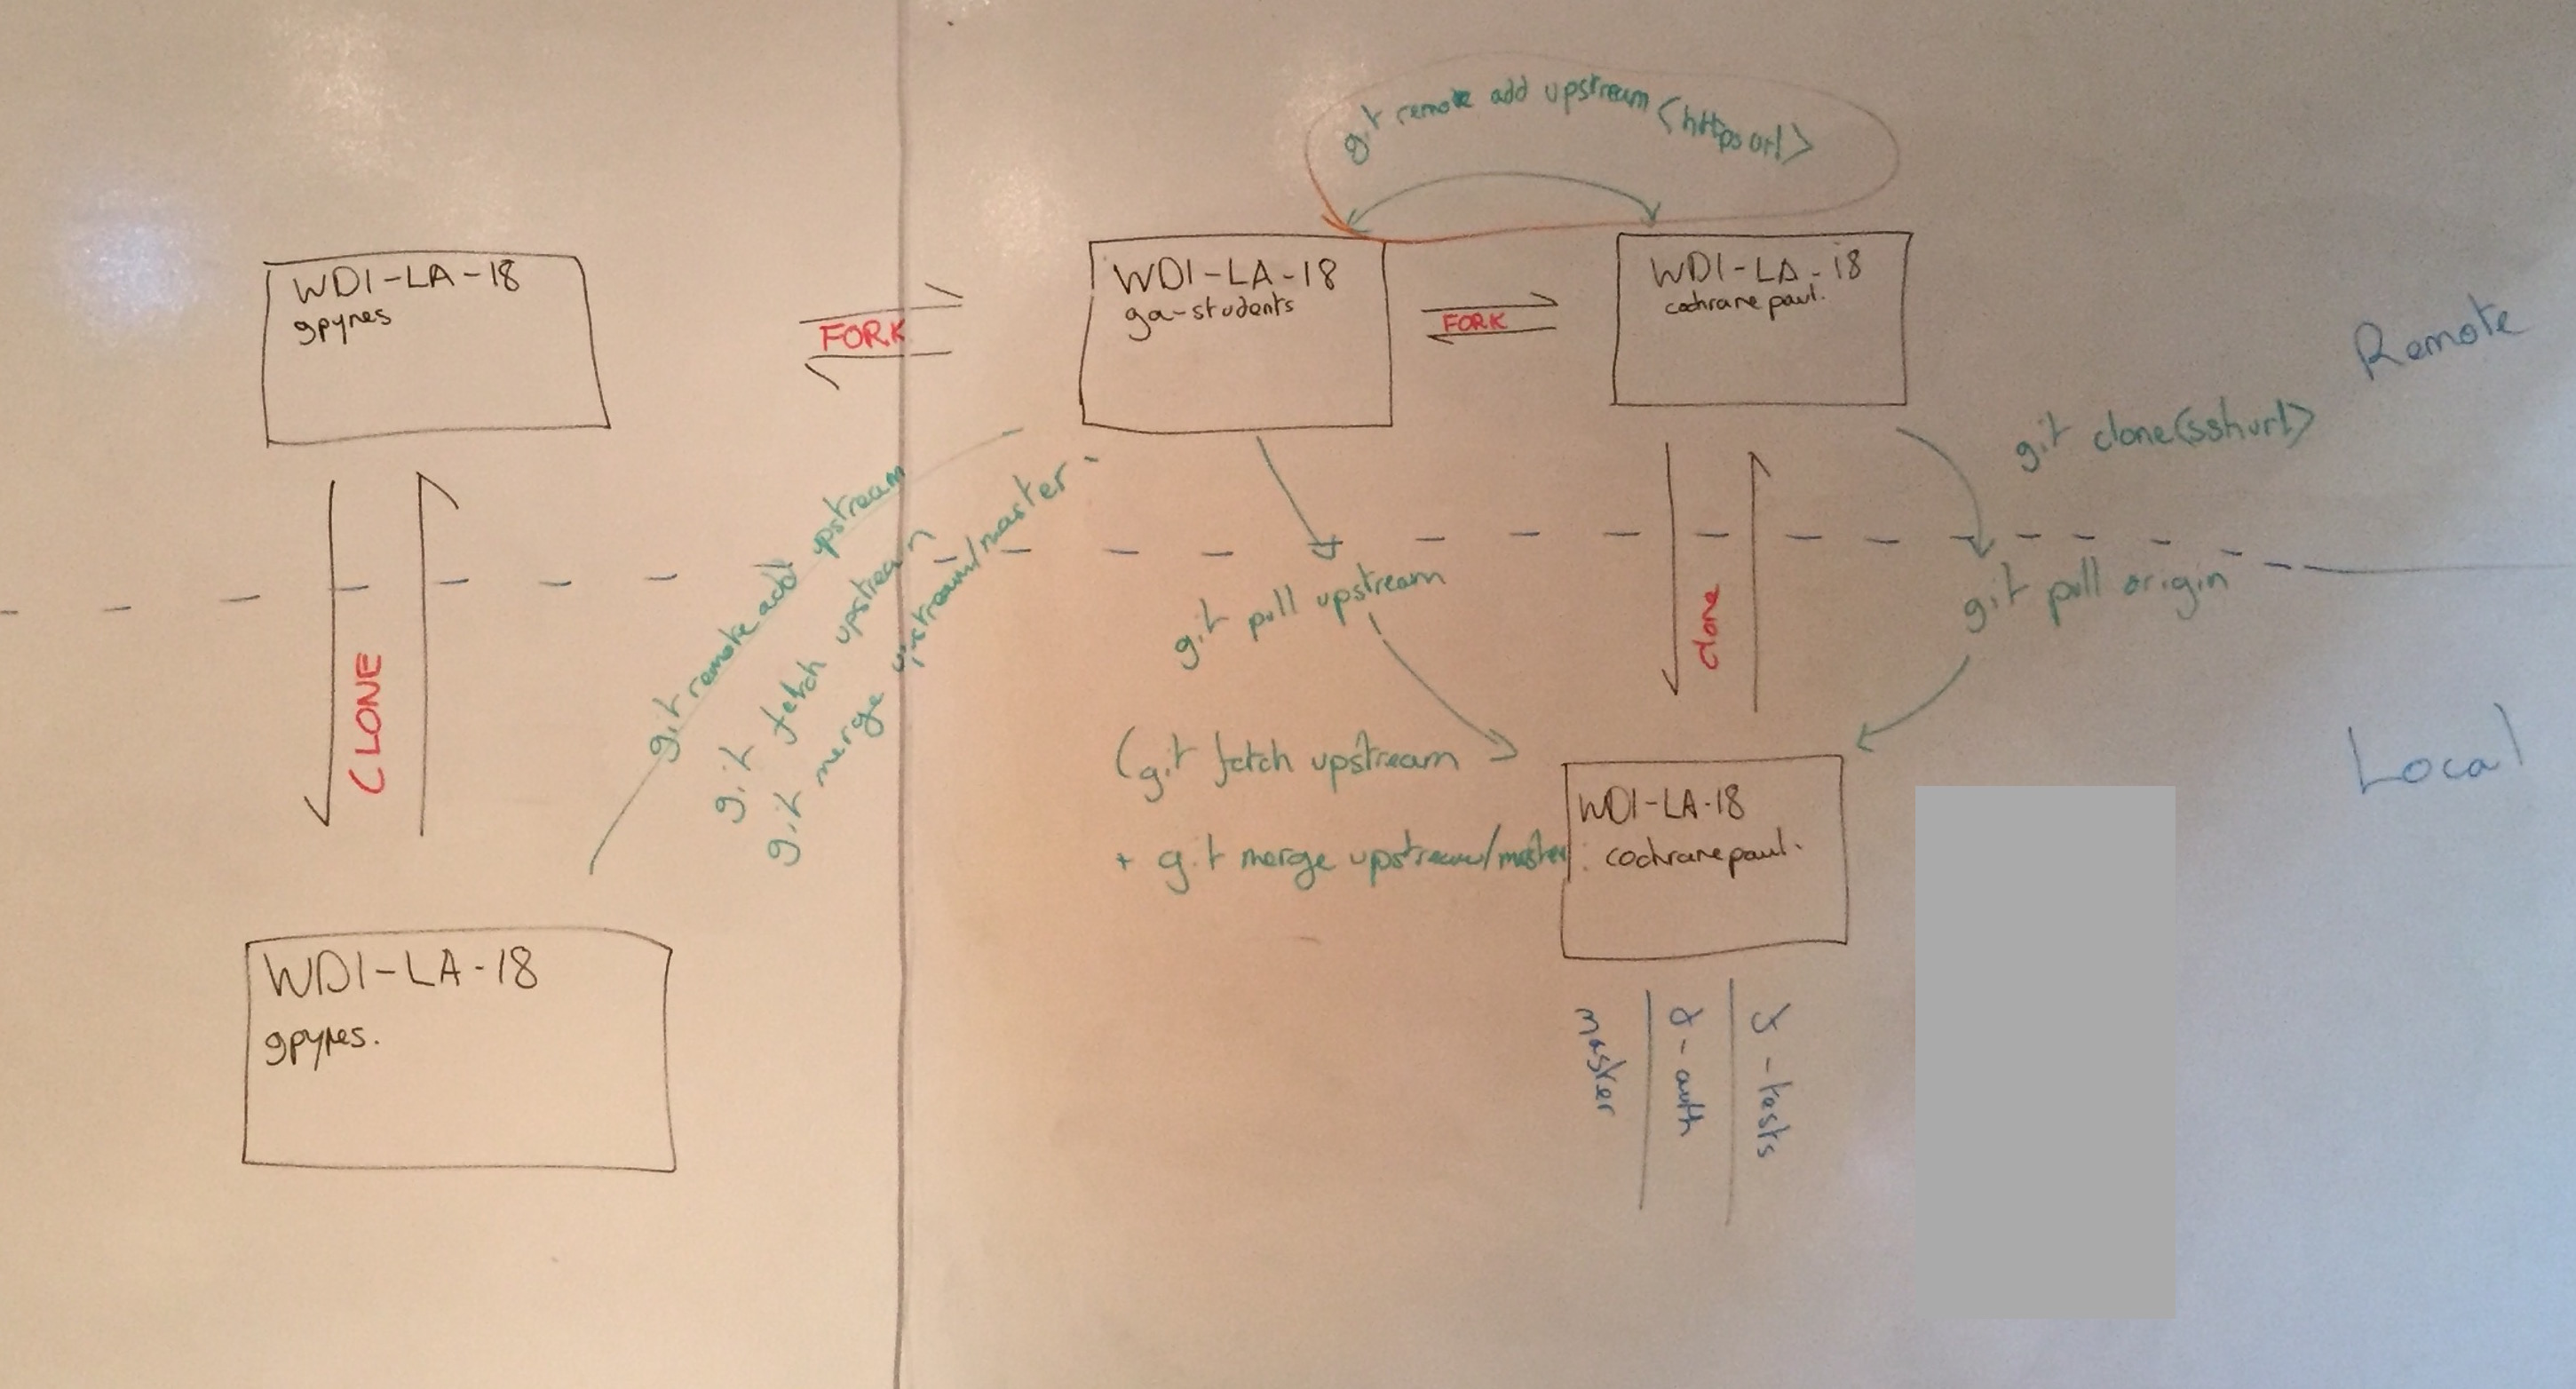 git remote add upstream <https url>
WDI-LA-18
gpynes
FORK
WDI-LA-18
ga-students
FORK
WDI-LA-18
cochranepaul.
Remote
git clone <ssh url>
git remote add upstream
git fetch upstream
git merge upstream/master
git pull upstream
git pull origin
CLONE
clone
Local
(git fetch upstream
+ git merge upstream/master
WDI-LA-18
cochranepaul.
WDI-LA-18
gpynes.
master
f-auth
f-tests